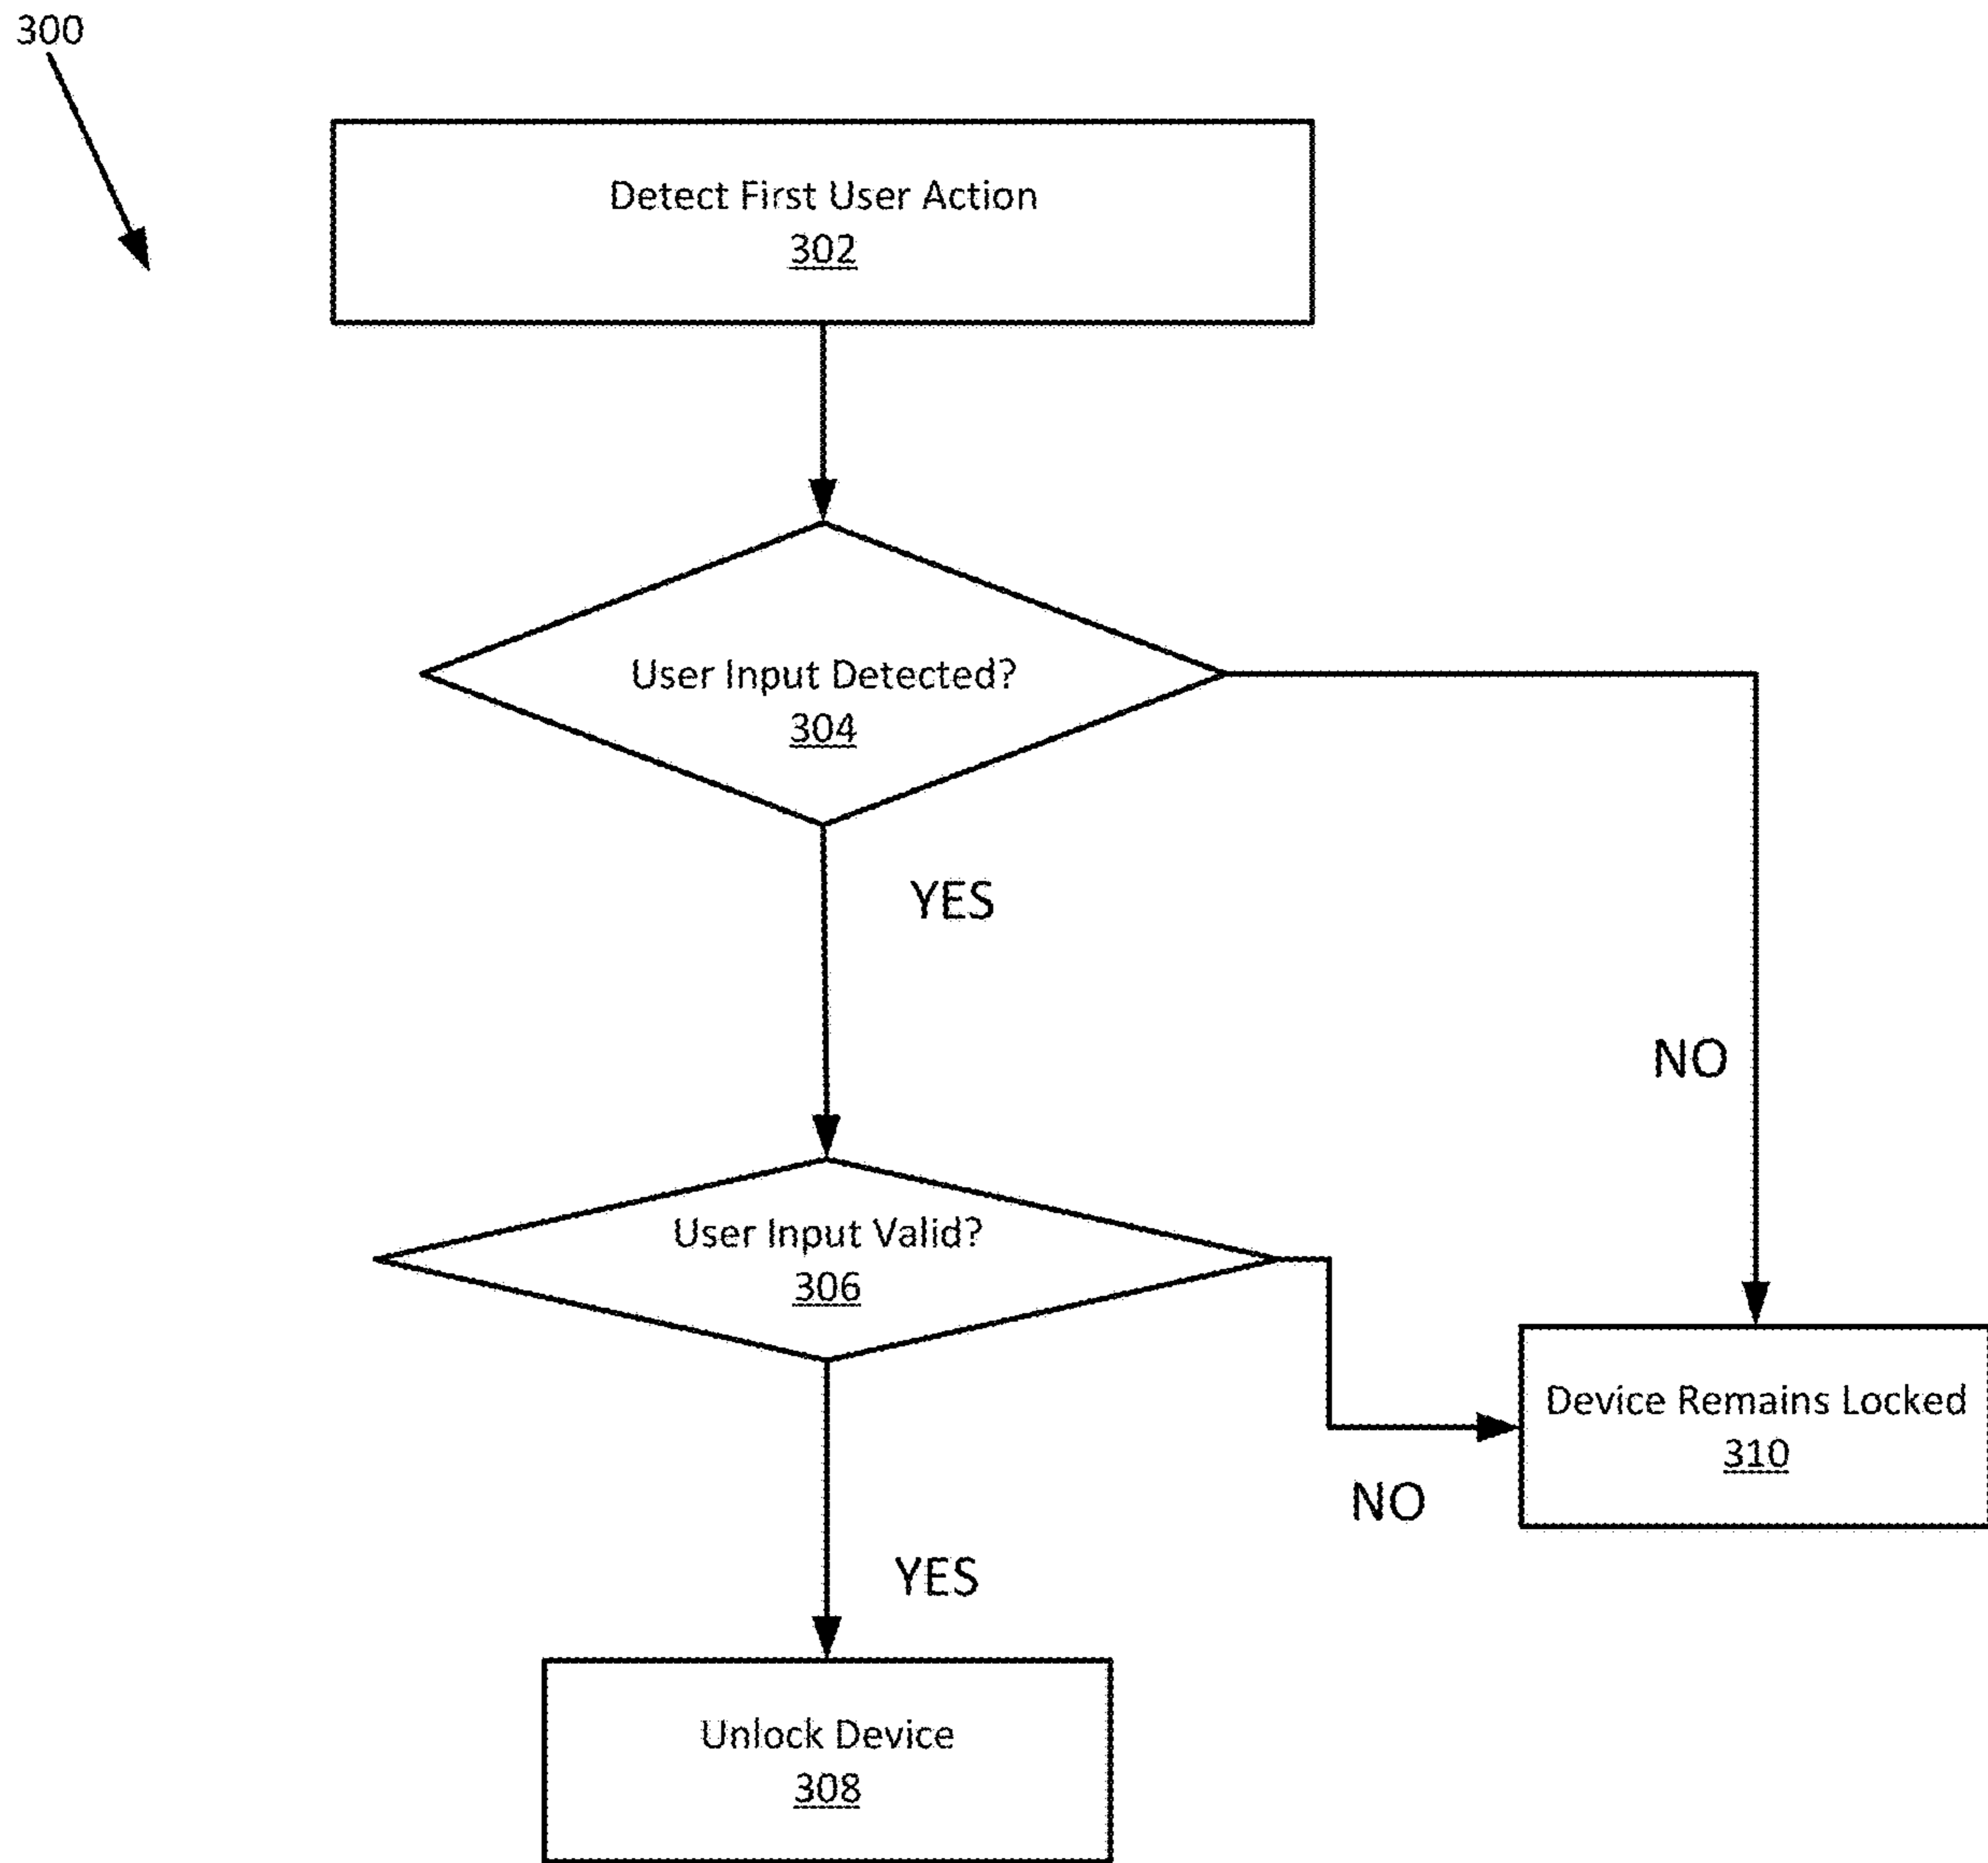 300
Detect First User Action
302
User Input Detected?
304
YES
NO
User Input Valid?
306
Device Remains Locked
310
NO
YES
Unlock Device
308